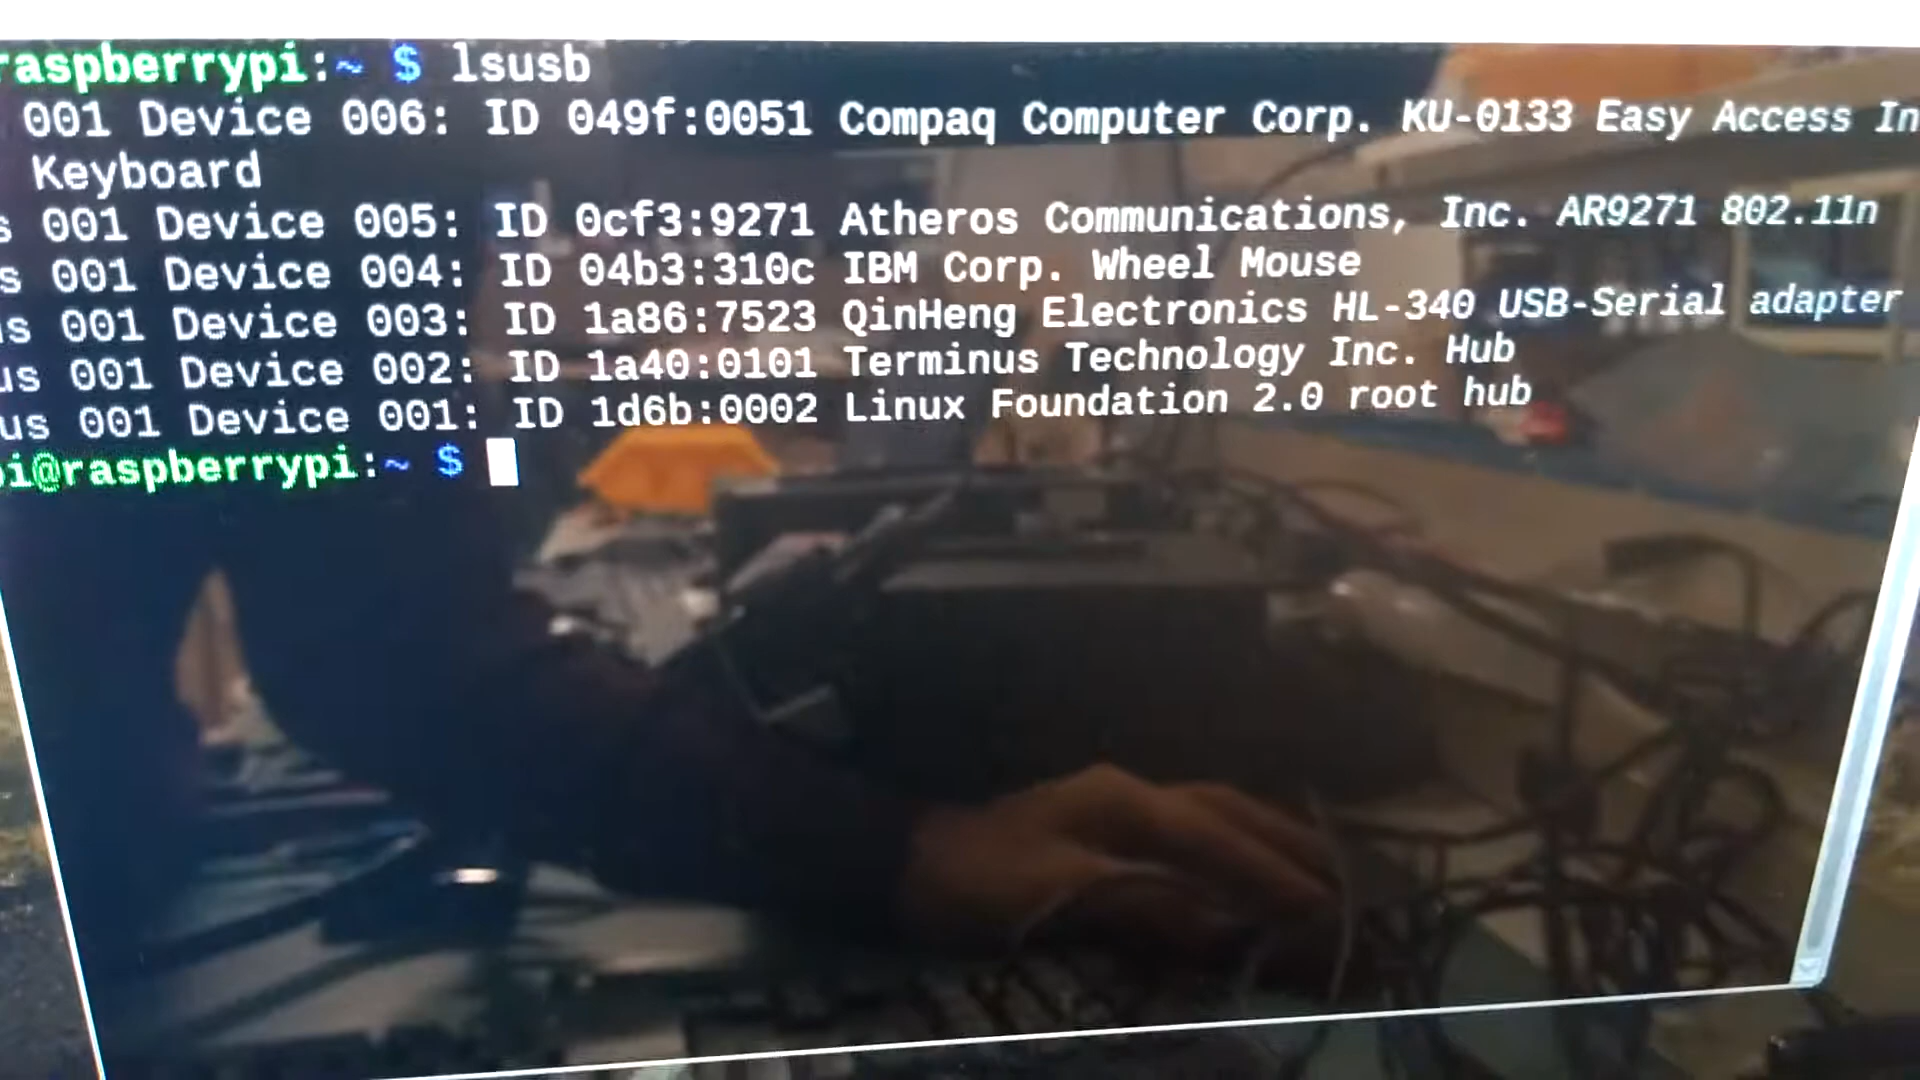 raspberrypi:~ $ lsusb
001 Device 006: ID 049f:0051 Compaq Computer Corp. KU-0133 Easy Access In
Keyboard
s 001 Device 005: ID 0cf3:9271 Atheros Communications, Inc. AR9271 802.11n
s 001 Device 004: ID 04b3:310c IBM Corp. Wheel Mouse
us 001 Device 003: ID 1a86:7523 QinHeng Electronics HL-340 USB-Serial adapter
us 001 Device 002: ID 1a40:0101 Terminus Technology Inc. Hub
us 001 Device 001: ID 1d6b:0002 Linux Foundation 2.0 root hub
pi@raspberrypi:~ $